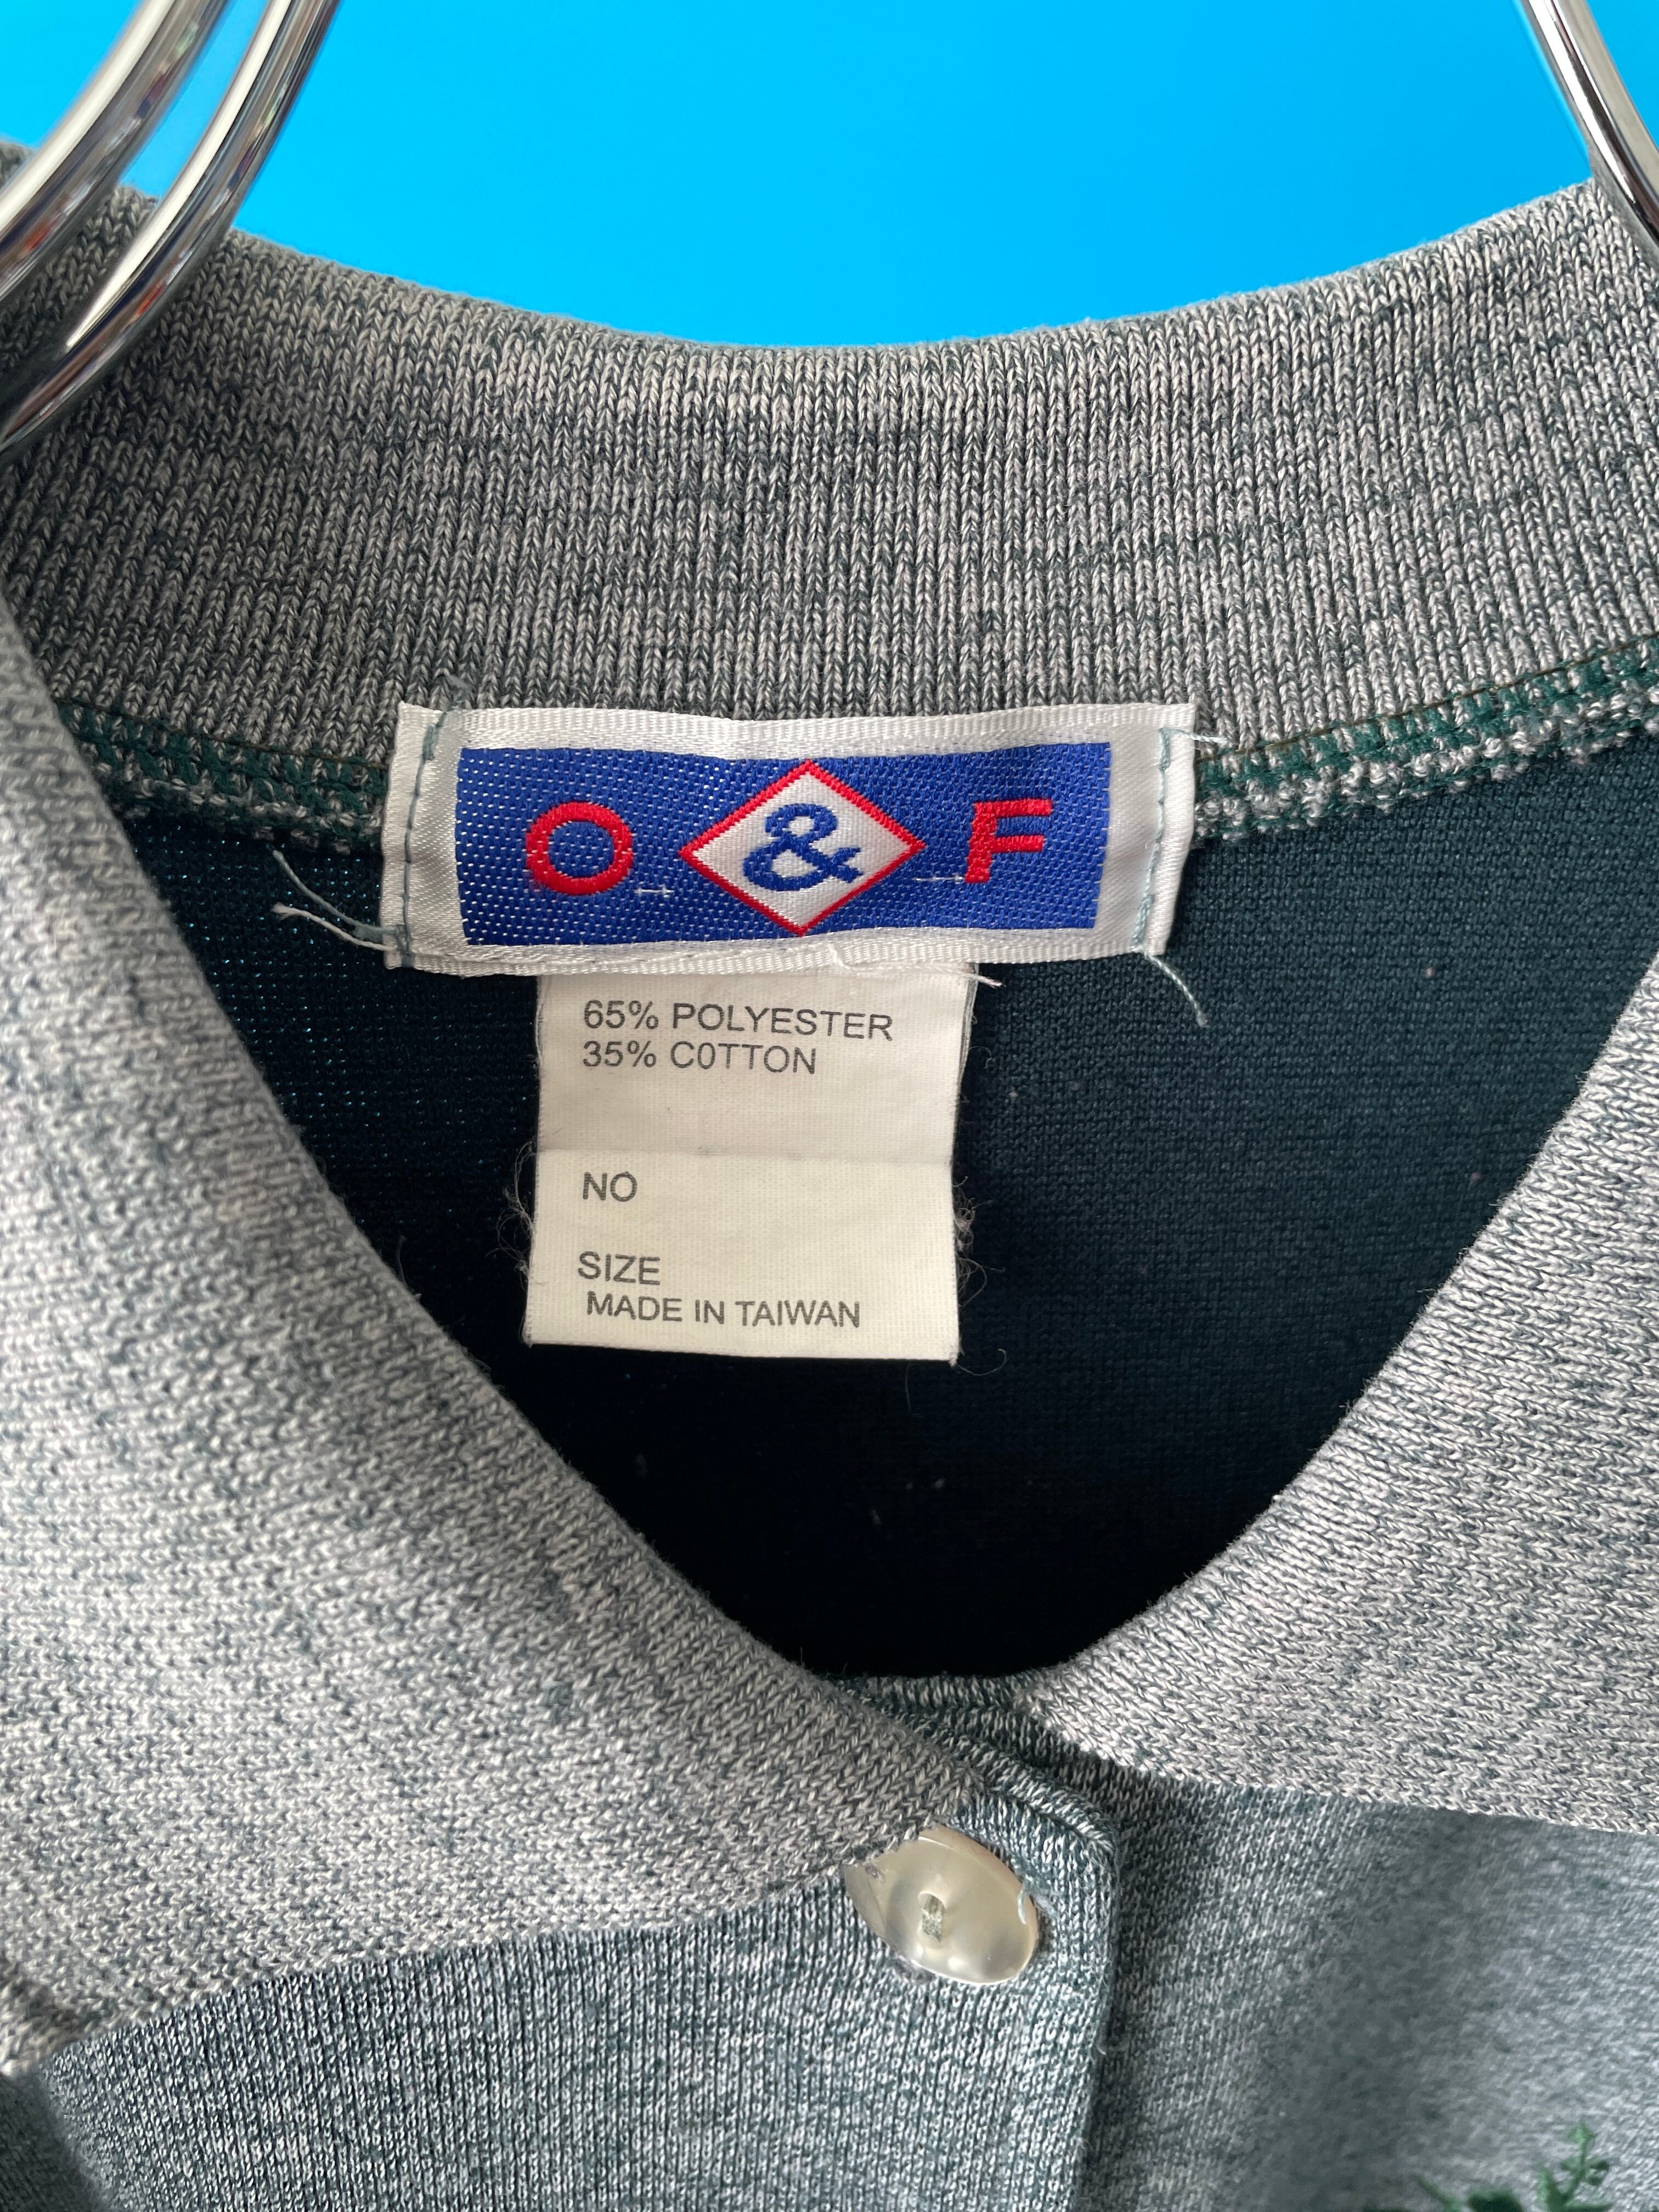 O & F
65% POLYESTER
35% C0TTON
NO
SIZE
MADE IN TAIWAN